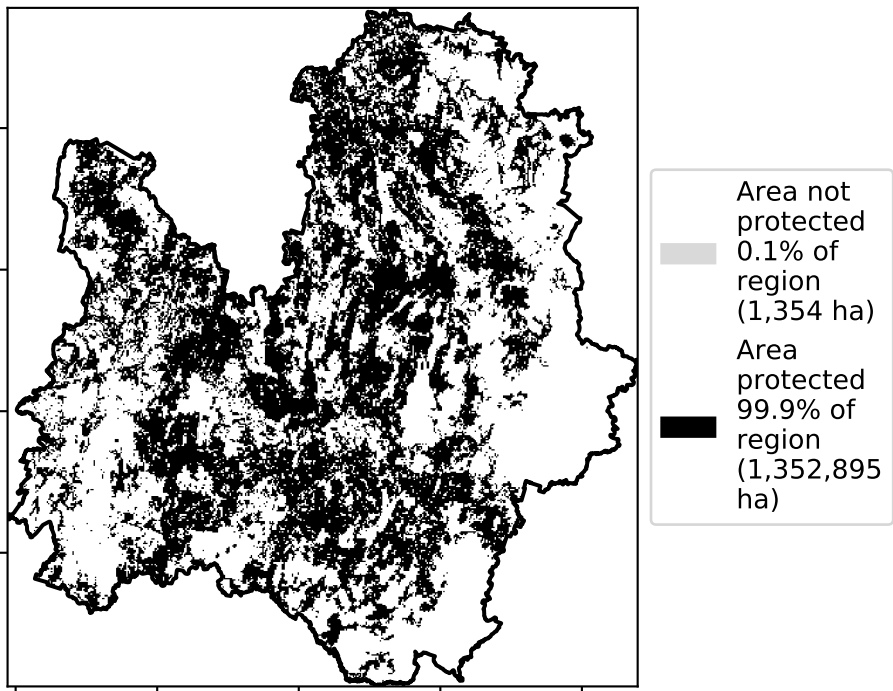 Area not
protected
0.1% of
region
(1,354 ha)
Area
protected
99.9% of
region
(1,352,895
ha)